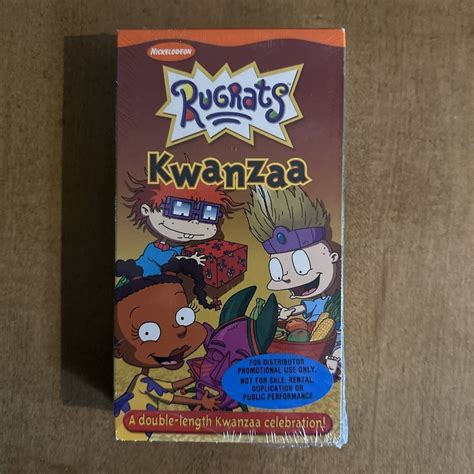 NICKELODEON
RUGRATS
Kwanzaa
FOR DISTRIBUTOR
PROMOTIONAL USE ONLY.
NOT FOR SALE, RENTAL,
DUPLICATION OR
PUBLIC PERFORMANCE
A double-length Kwanzaa celebration!